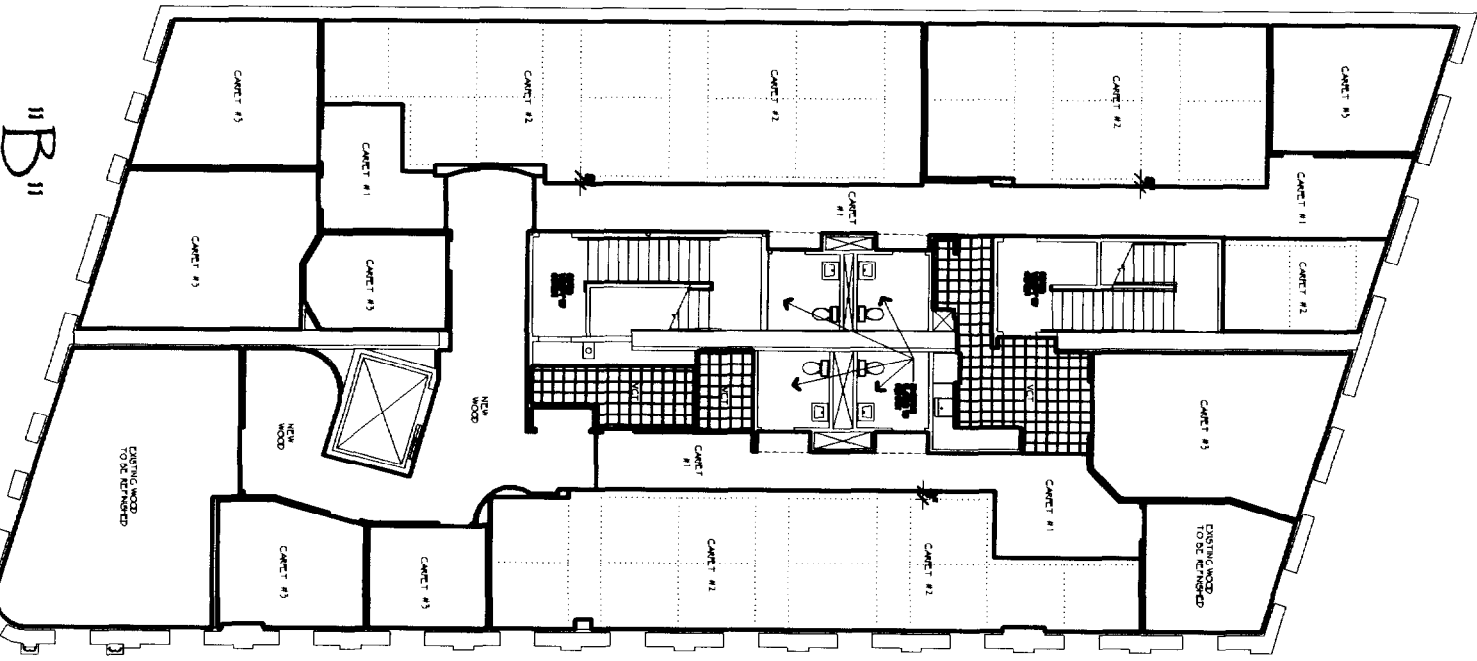 "B"
CARPET #3
CARPET #2
CARPET #2
CARPET #2
CARPET #3
CARPET #1
CARPET
#1
CARPET #1
CARPET #3
CARPET #3
CARPET #2
NEW
WOOD
NEW
WOOD
VCT
VCT
VCT
CARPET #3
EXISTING WOOD
TO BE REFINISHED
CARPET
#1
CARPET #1
EXISTING WOOD
TO BE REFINISHED
CARPET #3
CARPET #3
CARPET #2
CARPET #2